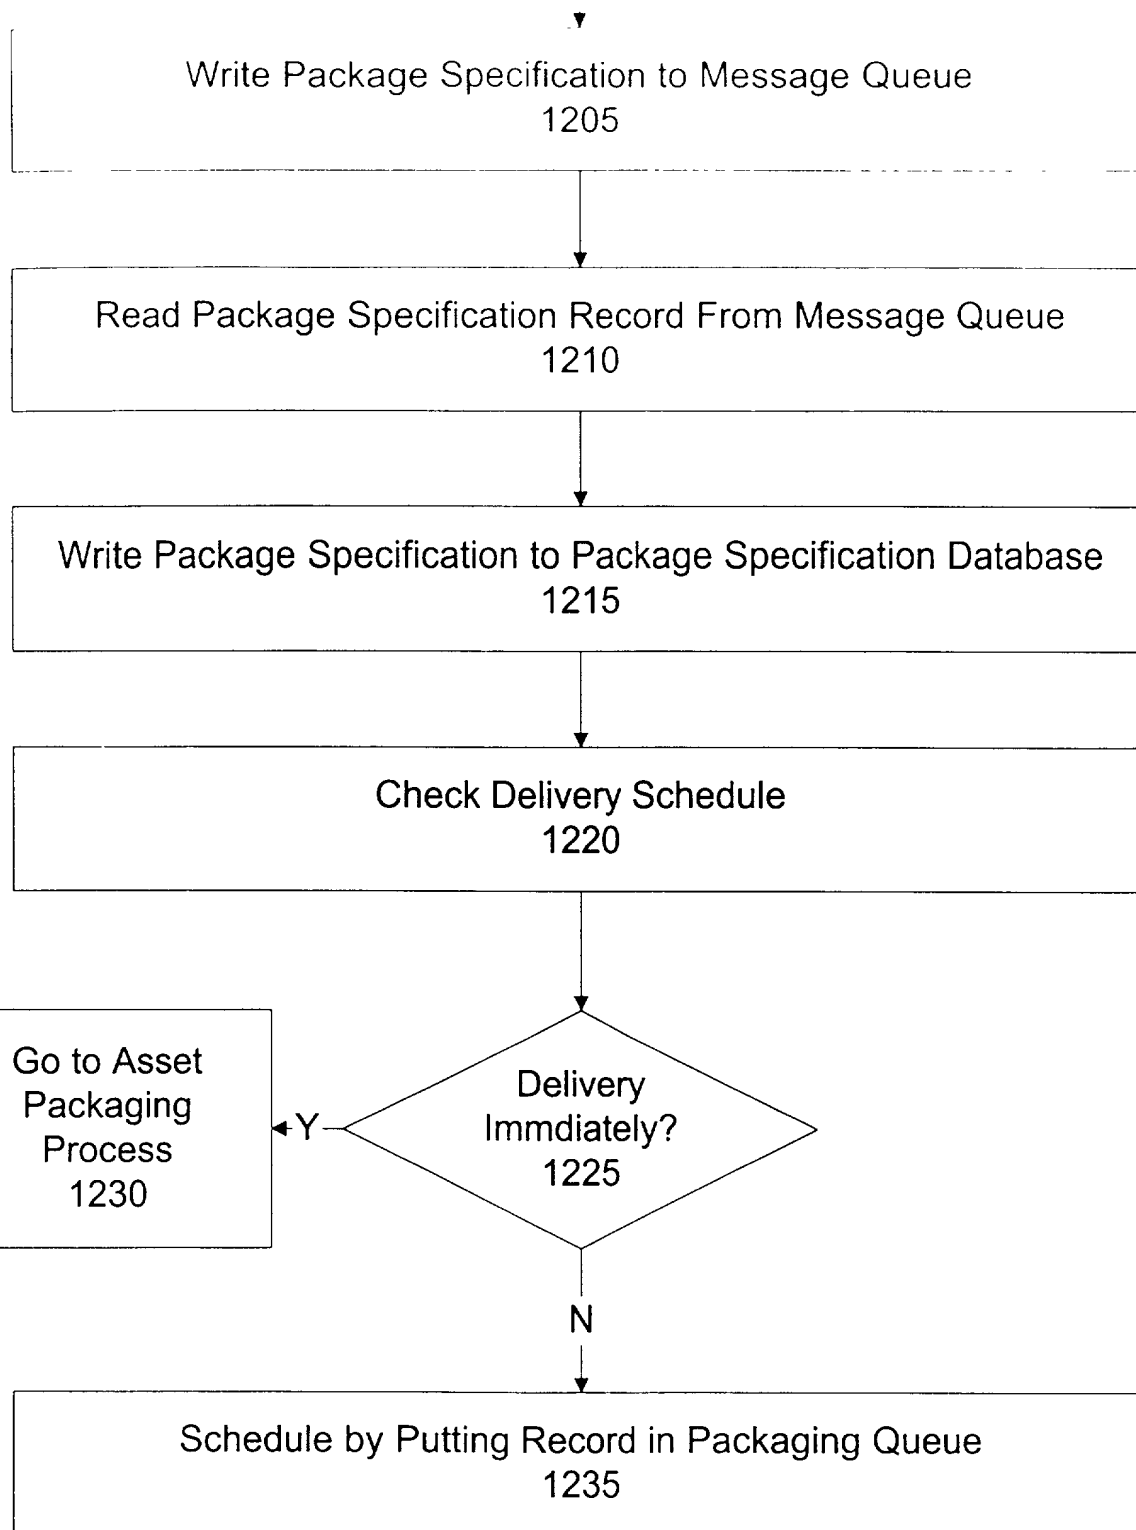 Write Package Specification to Message Queue
1205
Read Package Specification Record From Message Queue
1210
Write Package Specification to Package Specification Database
1215
Check Delivery Schedule
1220
Go to Asset
Packaging
Process
1230
Y
Delivery
Immdiately?
1225
N
Schedule by Putting Record in Packaging Queue
1235